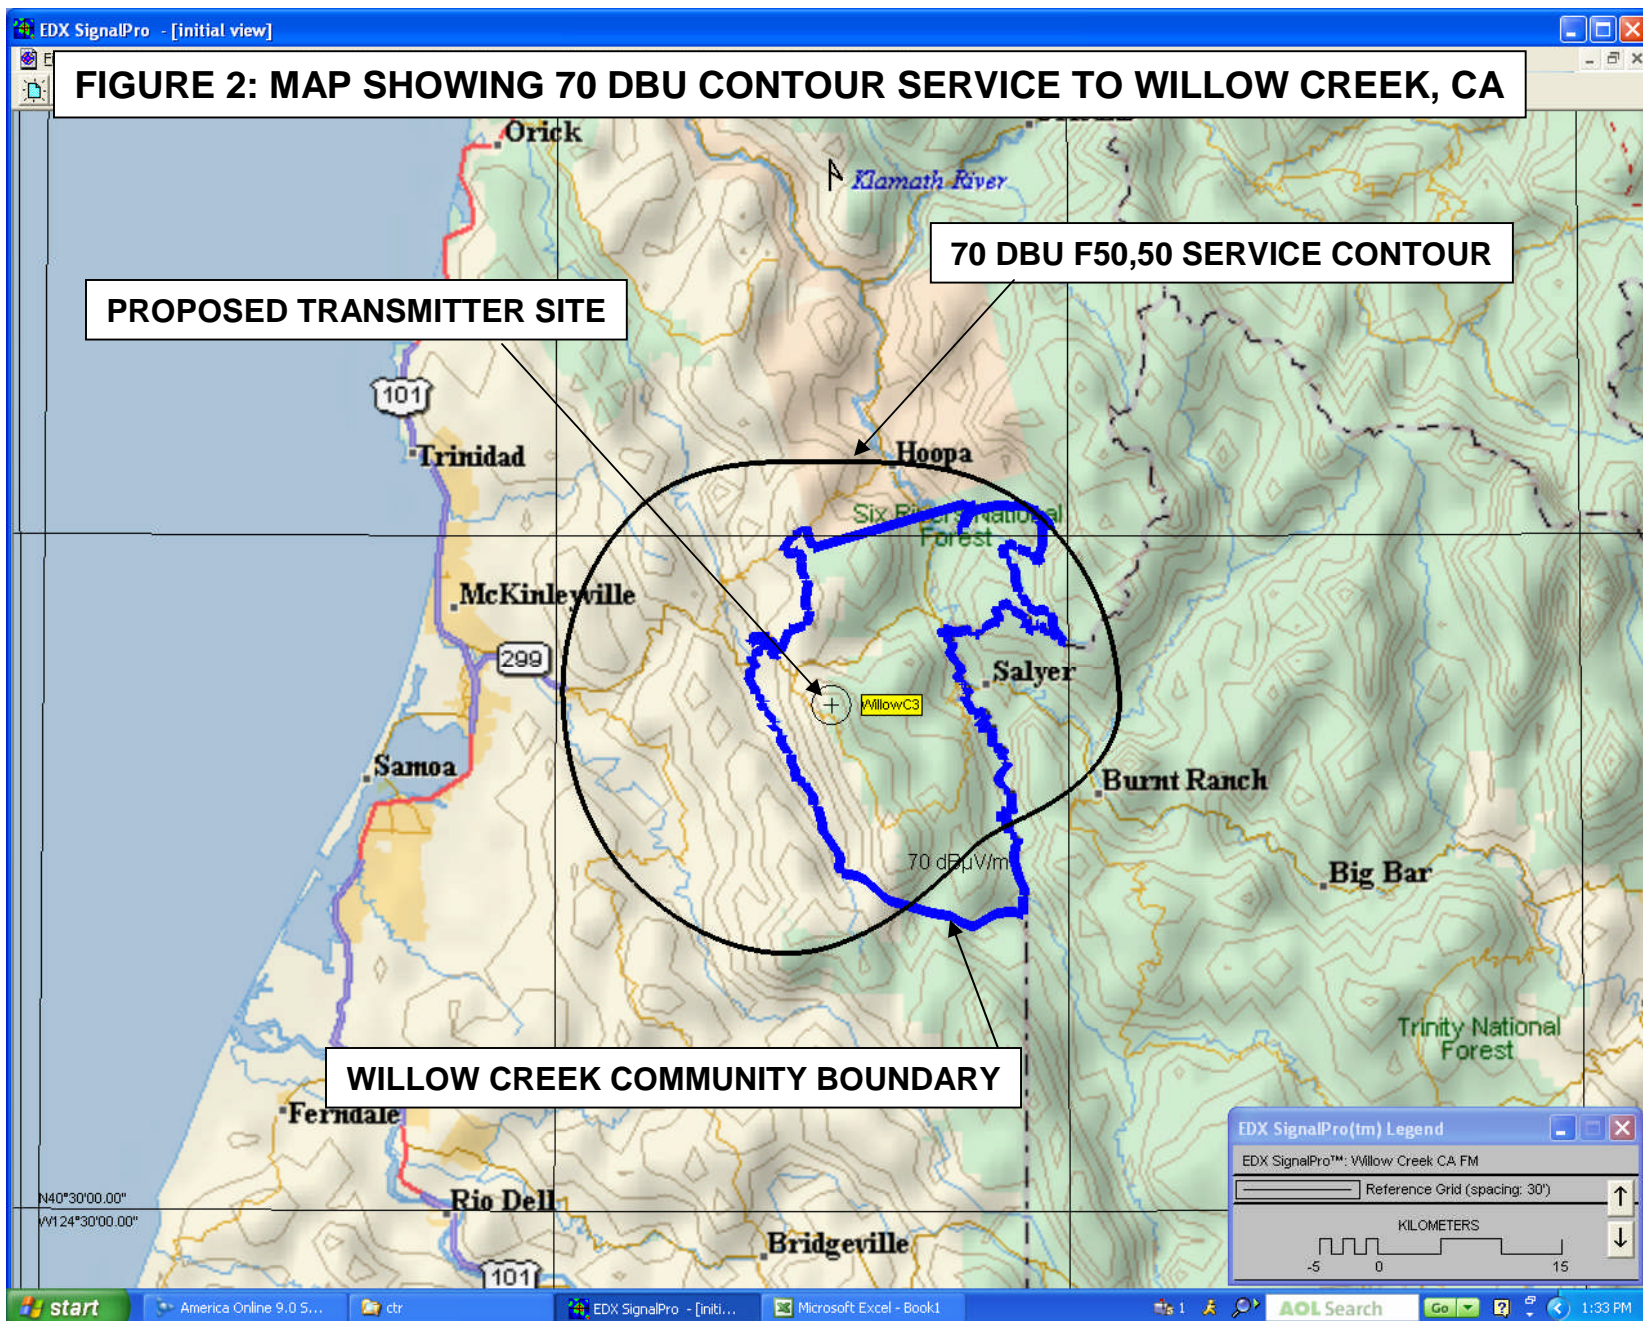 EDX SignalPro - [initial view]
FIGURE 2: MAP SHOWING 70 DBU CONTOUR SERVICE TO WILLOW CREEK, CA
Orick
Klamath River
70 DBU F50,50 SERVICE CONTOUR
PROPOSED TRANSMITTER SITE
101
Trinidad
Hoopa
Six Rivers National
Forest
McKinleyville
299
Salyer
WillowC3
Samoa
Burnt Ranch
70 dBµV/m
Big Bar
Trinity National
Forest
WILLOW CREEK COMMUNITY BOUNDARY
Ferndale
EDX SignalPro(tm) Legend
EDX SignalPro™: Willow Creek CA FM
Reference Grid (spacing: 30')
KILOMETERS
-5 0 15
N40°30'00.00"
W124°30'00.00"
Rio Dell
Bridgeville
101
start
America Online 9.0 S...
ctr
EDX SignalPro - [initi...
Microsoft Excel - Book1
1
AOL Search
Go
1:33 PM